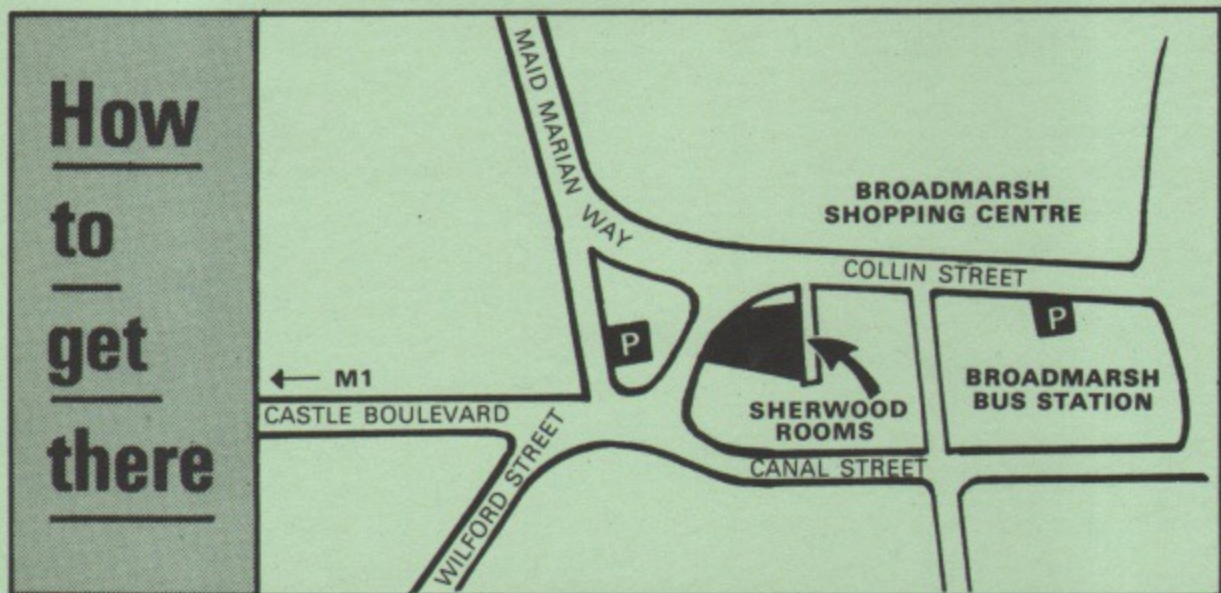 How
to
get
there
MAID MARIAN WAY
BROADMARSH
SHOPPING CENTRE
COLLIN STREET
P
P
← M1
CASTLE BOULEVARD
SHERWOOD
ROOMS
BROADMARSH
BUS STATION
WILFORD STREET
CANAL STREET